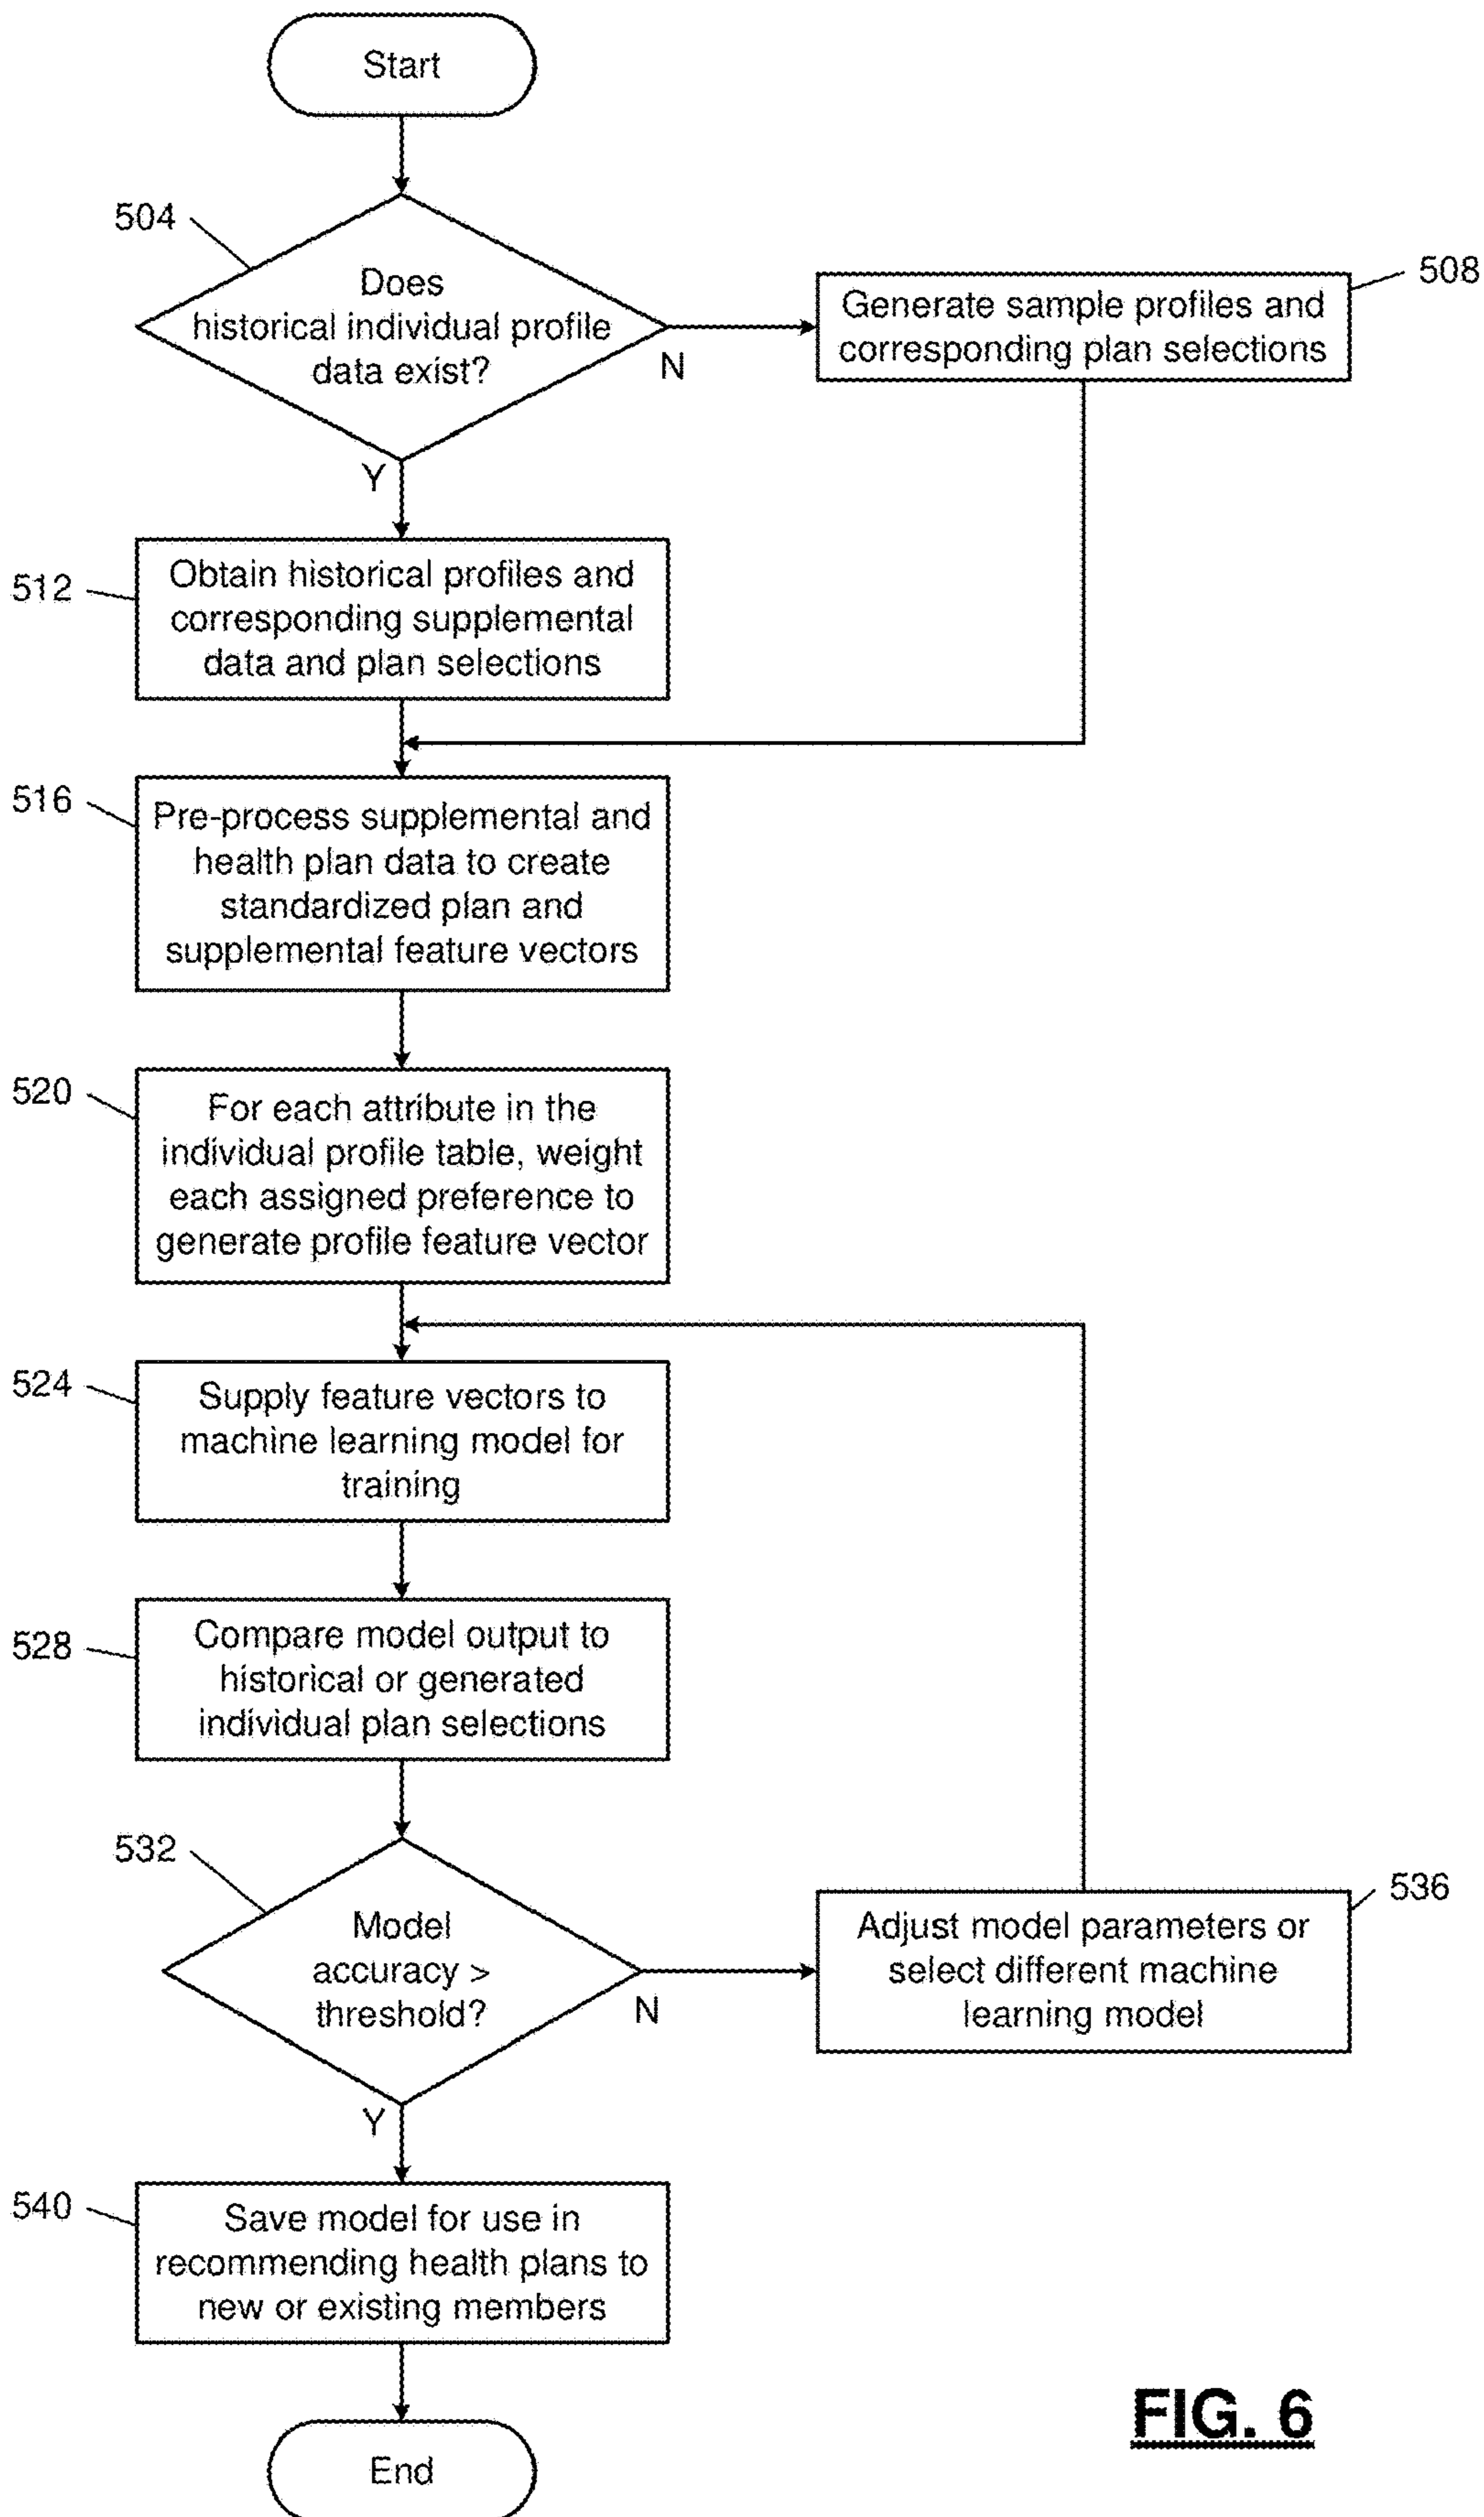 Start
504
Does
historical individual profile
data exist?
N
508
Generate sample profiles and
corresponding plan selections
Y
512
Obtain historical profiles and
corresponding supplemental
data and plan selections
516
Pre-process supplemental and
health plan data to create
standardized plan and
supplemental feature vectors
520
For each attribute in the
individual profile table, weight
each assigned preference to
generate profile feature vector
524
Supply feature vectors to
machine learning model for
training
528
Compare model output to
historical or generated
individual plan selections
532
Model
accuracy >
threshold?
N
536
Adjust model parameters or
select different machine
learning model
Y
540
Save model for use in
recommending health plans to
new or existing members
End
FIG. 6